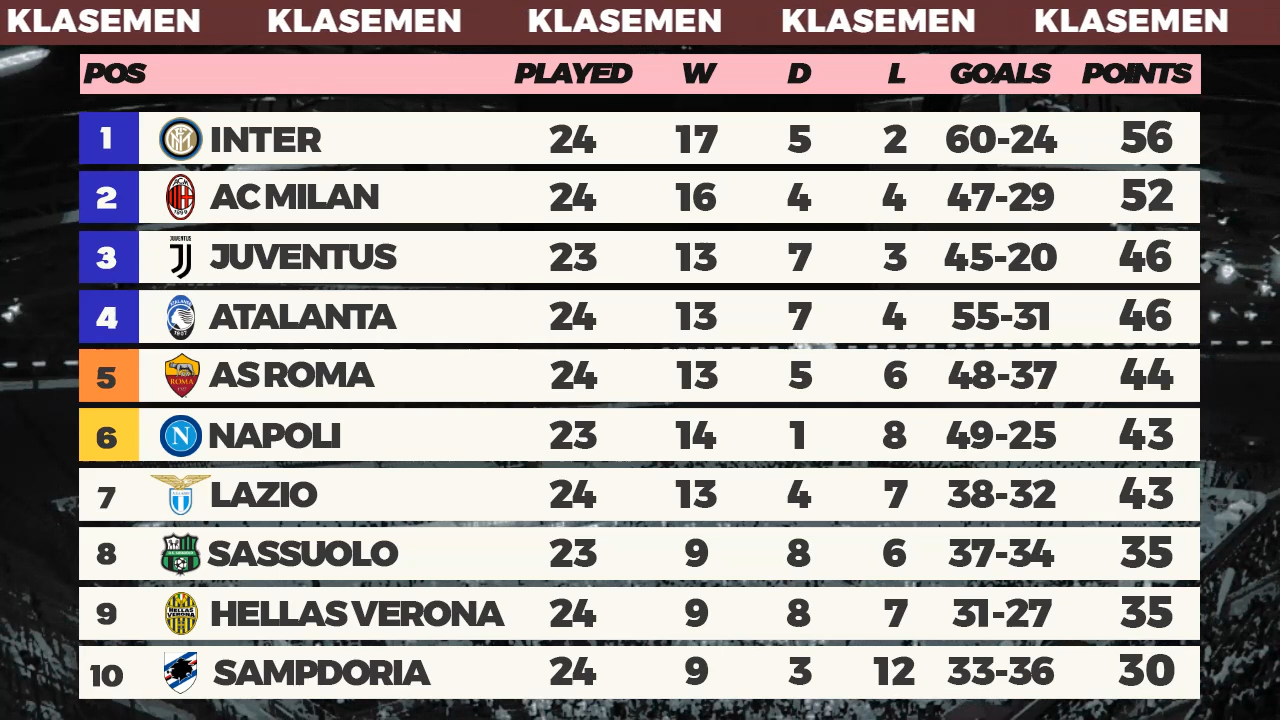 KLASEMEN KLASEMEN KLASEMEN KLASEMEN KLASEMEN
POS PLAYED W D L GOALS POINTS
1 INTER 24 17 5 2 60-24 56
2 AC MILAN 24 16 4 4 47-29 52
3 JUVENTUS JUVENTUS 23 13 7 3 45-20 46
4 ATALANTA 24 13 7 4 55-31 46
5 ROMA AS ROMA 24 13 5 6 48-37 44
6 N NAPOLI 23 14 1 8 49-25 43
7 LAZIO 24 13 4 7 38-32 43
8 SASSUOLO 23 9 8 6 37-34 35
9 HELLAS VERONA HELLAS VERONA 24 9 8 7 31-27 35
10 SAMPDORIA 24 9 3 12 33-36 30